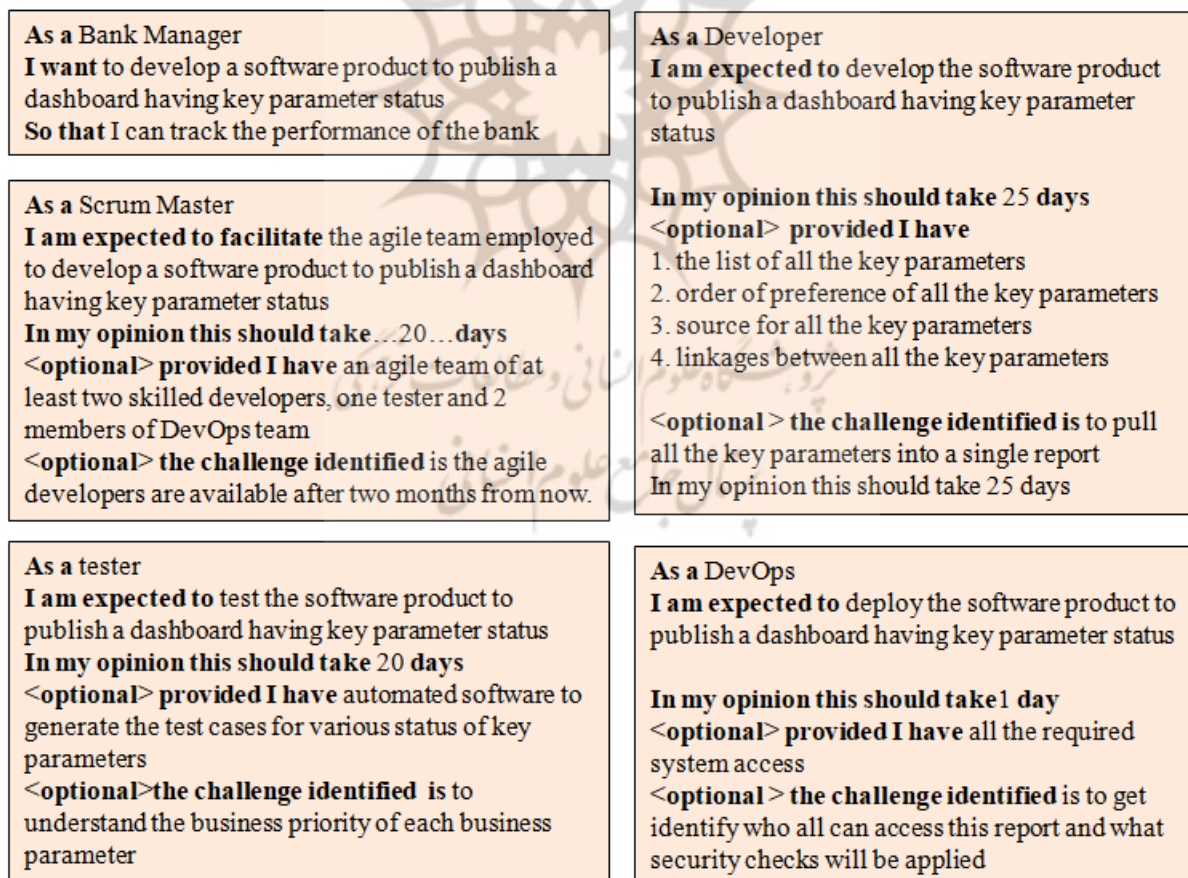 As a Bank Manager
I want to develop a software product to publish a
dashboard having key parameter status
So that I can track the performance of the bank
As a Scrum Master
I am expected to facilitate the agile team employed
to develop a software product to publish a dashboard
having key parameter status
In my opinion this should take...20...days
<optional> provided I have an agile team of at
least two skilled developers, one tester and 2
members of DevOps team
<optional> the challenge identified is the agile
developers are available after two months from now.
As a tester
I am expected to test the software product to
publish a dashboard having key parameter status
In my opinion this should take 20 days
<optional> provided I have automated software to
generate the test cases for various status of key
parameters
<optional>the challenge identified is to
understand the business priority of each business
parameter
As a Developer
I am expected to develop the software product
to publish a dashboard having key parameter
status
In my opinion this should take 25 days
<optional> provided I have
1. the list of all the key parameters
2. order of preference of all the key parameters
3. source for all the key parameters
4. linkages between all the key parameters
<optional > the challenge identified is to pull
all the key parameters into a single report
In my opinion this should take 25 days
As a DevOps
I am expected to deploy the software product to
publish a dashboard having key parameter status
In my opinion this should take1 day
<optional> provided I have all the required
system access
<optional > the challenge identified is to get
identify who all can access this report and what
security checks will be applied
پژوهشگاه علوم انسانی و مطالعات فرهنگی
پرتال جامع علوم انسانی